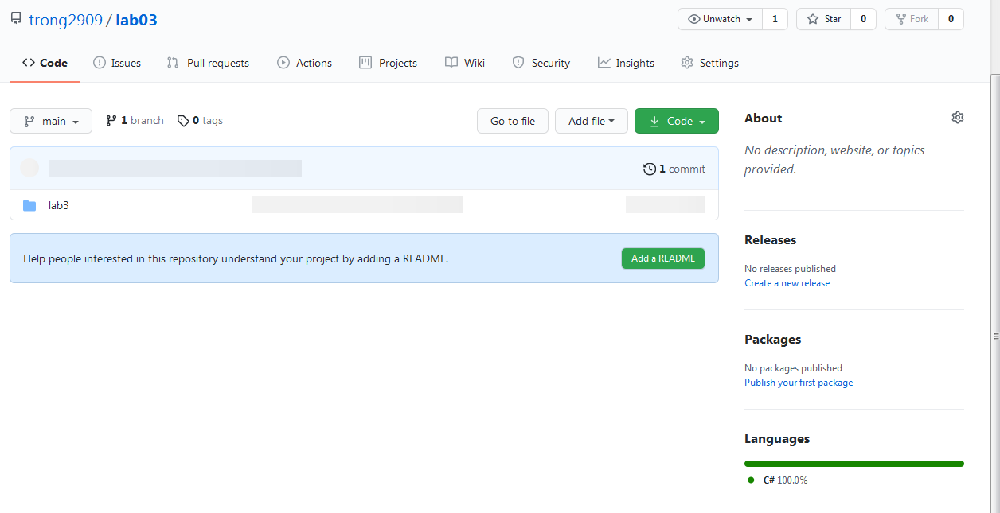 trong2909 / lab03
Unwatch 1 Star 0 Fork 0
Code Issues Pull requests Actions Projects Wiki Security Insights Settings
main 1 branch 0 tags Go to file Add file Code
1 commit
lab3
Help people interested in this repository understand your project by adding a README. Add a README
About
No description, website, or topics
provided.
Releases
No releases published
Create a new release
Packages
No packages published
Publish your first package
Languages
C# 100.0%